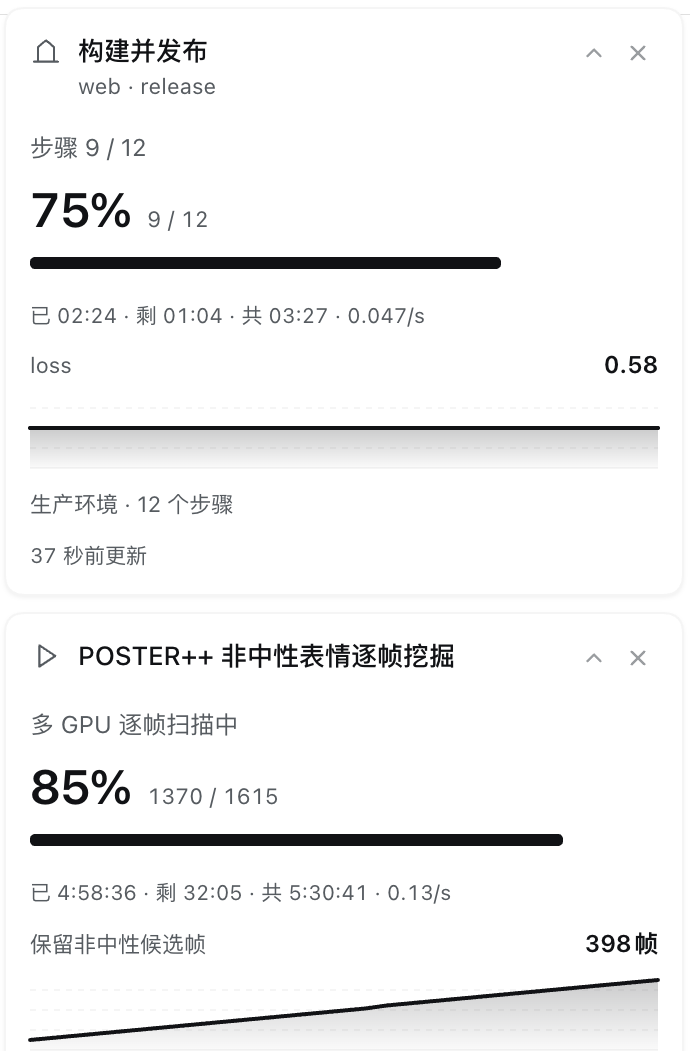 构建并发布
web · release
步骤 9 / 12
75% 9 / 12
已 02:24 · 剩 01:04 · 共 03:27 · 0.047/s
loss 0.58
生产环境 · 12 个步骤
37 秒前更新
POSTER++ 非中性表情逐帧挖掘
多 GPU 逐帧扫描中
85% 1370 / 1615
已 4:58:36 · 剩 32:05 · 共 5:30:41 · 0.13/s
保留非中性候选帧 398 帧